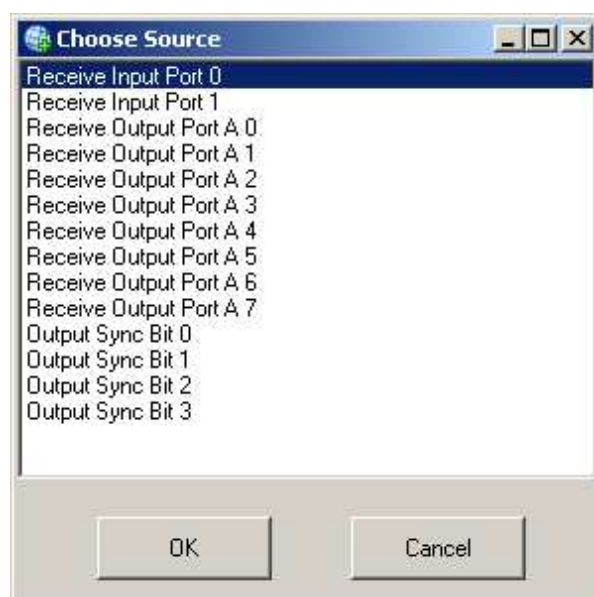 Choose Source
Receive Input Port 0
Receive Input Port 1
Receive Output Port A 0
Receive Output Port A 1
Receive Output Port A 2
Receive Output Port A 3
Receive Output Port A 4
Receive Output Port A 5
Receive Output Port A 6
Receive Output Port A 7
Output Sync Bit 0
Output Sync Bit 1
Output Sync Bit 2
Output Sync Bit 3
OK Cancel